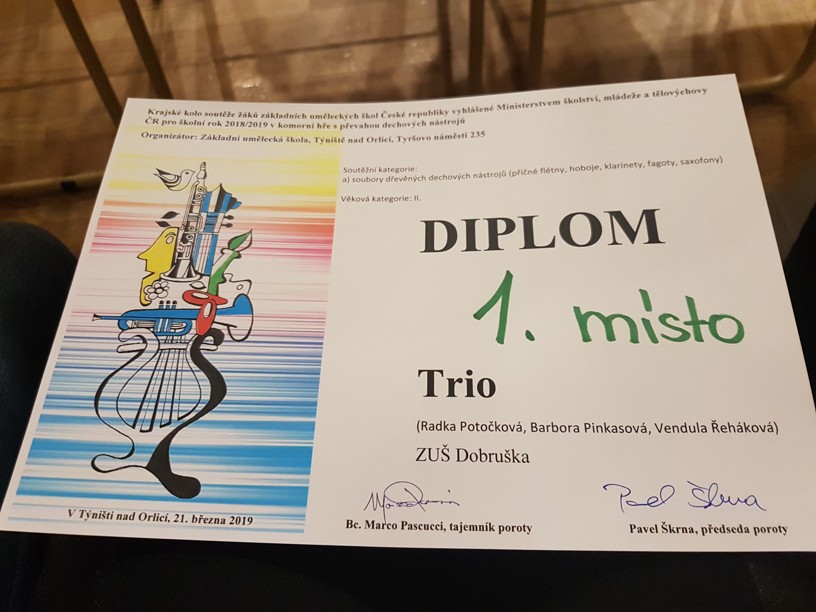 Krajské kolo soutěže žáků základních uměleckých škol České republiky vyhlášené Ministerstvem školství, mládeže a tělovýchovy
ČR pro školní rok 2018/2019 v komorní hře s převahou dechových nástrojů
Organizátor: Základní umělecká škola, Týniště nad Orlicí, Tyršovo náměstí 235
Soutěžní kategorie:
a) soubory dřevěných dechových nástrojů (příčné flétny, hoboje, klarinety, fagoty, saxofony)
Věková kategorie: II.
DIPLOM
1. místo
Trio
(Radka Potočková, Barbora Pinkasová, Vendula Řeháková)
ZUŠ Dobruška
Pavel Škrna
V Týništi nad Orlicí, 21. března 2019
Bc. Marco Pascucci, tajemník poroty
Pavel Škrna, předseda poroty